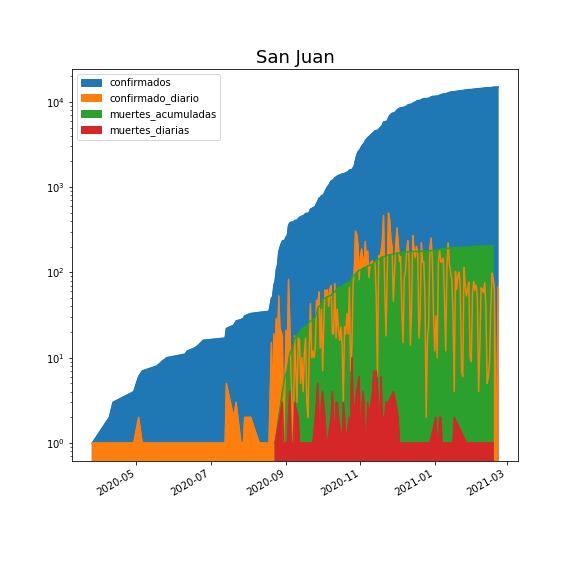 San Juan
confirmados
confirmado_diario
muertes_acumuladas
muertes_diarias
10⁴
10³
10²
10¹
10⁰
2020-05
2020-07
2020-09
2020-11
2021-01
2021-03